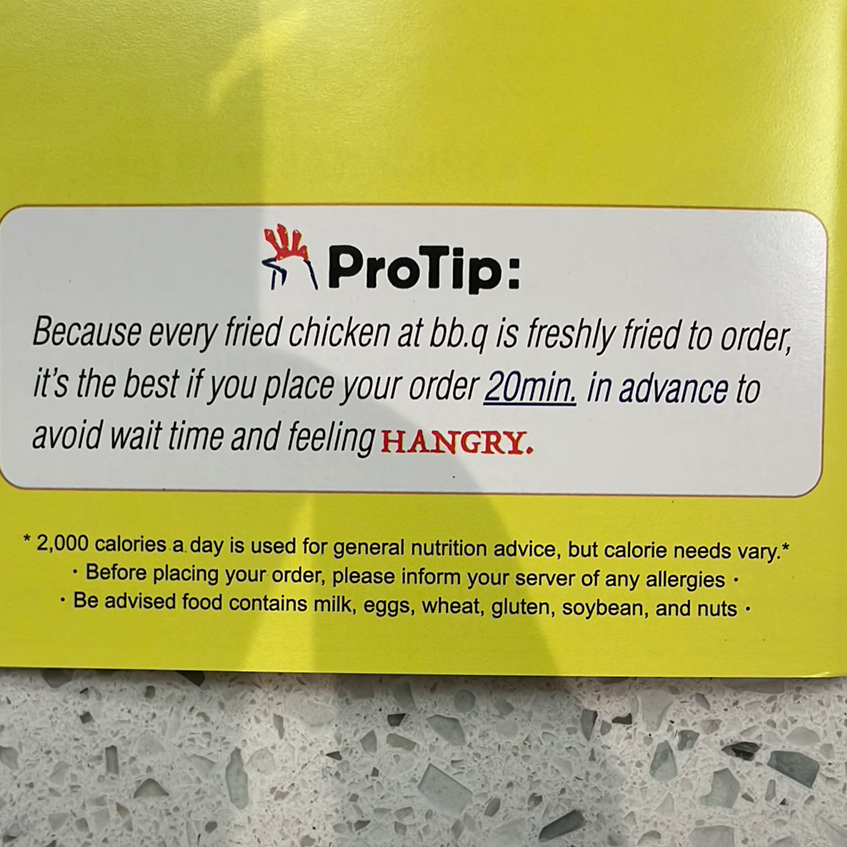 ProTip:
Because every fried chicken at bb.q is freshly fried to order,
it's the best if you place your order 20min. in advance to
avoid wait time and feeling HANGRY.
* 2,000 calories a day is used for general nutrition advice, but calorie needs vary.*
· Before placing your order, please inform your server of any allergies ·
· Be advised food contains milk, eggs, wheat, gluten, soybean, and nuts ·